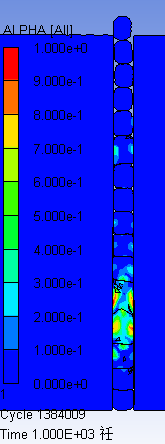 ALPHA [All]
1.000e+0
9.000e-1
8.000e-1
7.000e-1
6.000e-1
5.000e-1
4.000e-1
3.000e-1
2.000e-1
1.000e-1
0.000e+0
Cycle 1384009
Time 1.000E+03 社